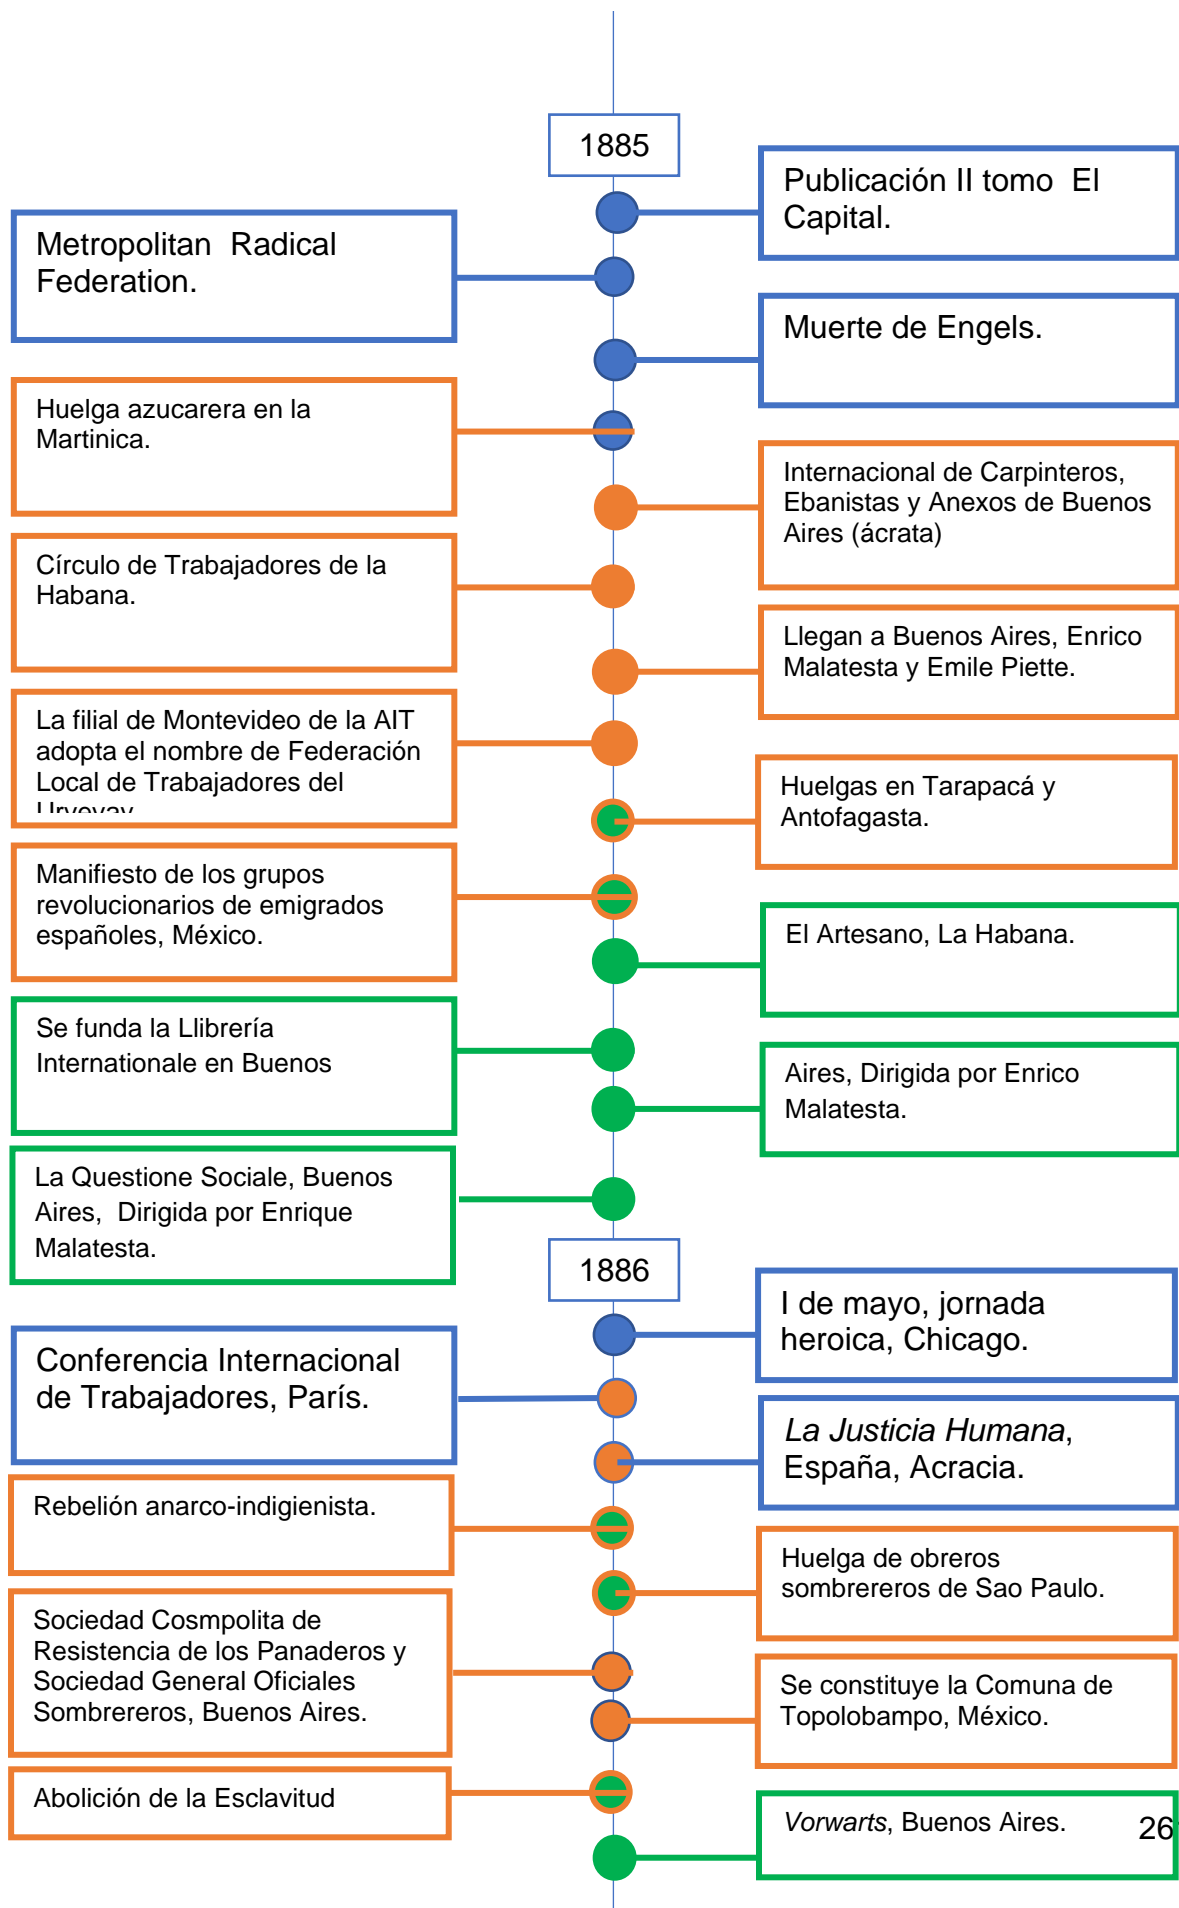 1885
Publicación II tomo  El
Capital.
Metropolitan  Radical
Federation.
Muerte de Engels.
Huelga azucarera en la
Martinica.
Internacional de Carpinteros,
Ebanistas y Anexos de Buenos
Aires (ácrata)
Círculo de Trabajadores de la
Habana.
Llegan a Buenos Aires, Enrico
Malatesta y Emile Piette.
La filial de Montevideo de la AIT
adopta el nombre de Federación
Local de Trabajadores del
Huelgas en Tarapacá y
Antofagasta.
Manifiesto de los grupos
revolucionarios de emigrados
españoles, México.
El Artesano, La Habana.
Se funda la Llibrería
Internationale en Buenos
Aires, Dirigida por Enrico
Malatesta.
La Questione Sociale, Buenos
Aires,  Dirigida por Enrique
Malatesta.
1886
I de mayo, jornada
heroica, Chicago.
Conferencia Internacional
de Trabajadores, París.
La Justicia Humana,
España, Acracia.
Rebelión anarco-indigienista.
Huelga de obreros
sombrereros de Sao Paulo.
Sociedad Cosmpolita de
Resistencia de los Panaderos y
Sociedad General Oficiales
Sombrereros, Buenos Aires.
Se constituye la Comuna de
Topolobampo, México.
Abolición de la Esclavitud
Vorwarts, Buenos Aires.
26